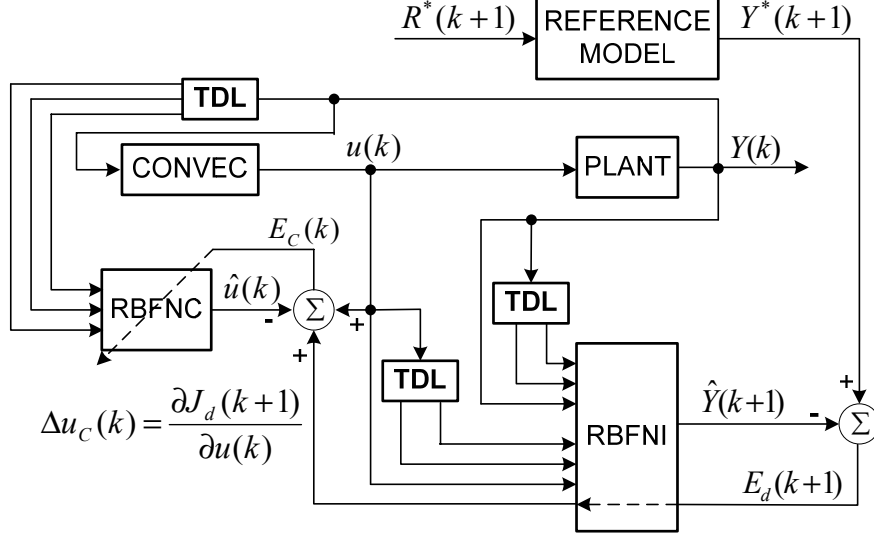 R*(k+1)
REFERENCE
MODEL
Y*(k+1)
TDL
CONVEC
u(k)
PLANT
Y(k)
E_C(k)
TDL
RBFNC
û(k)
-
Σ
+
+
TDL
RBFNI
Ŷ(k+1)
-
+
Σ
Δu_C(k) = ∂J_d(k+1) / ∂u(k)
E_d(k+1)